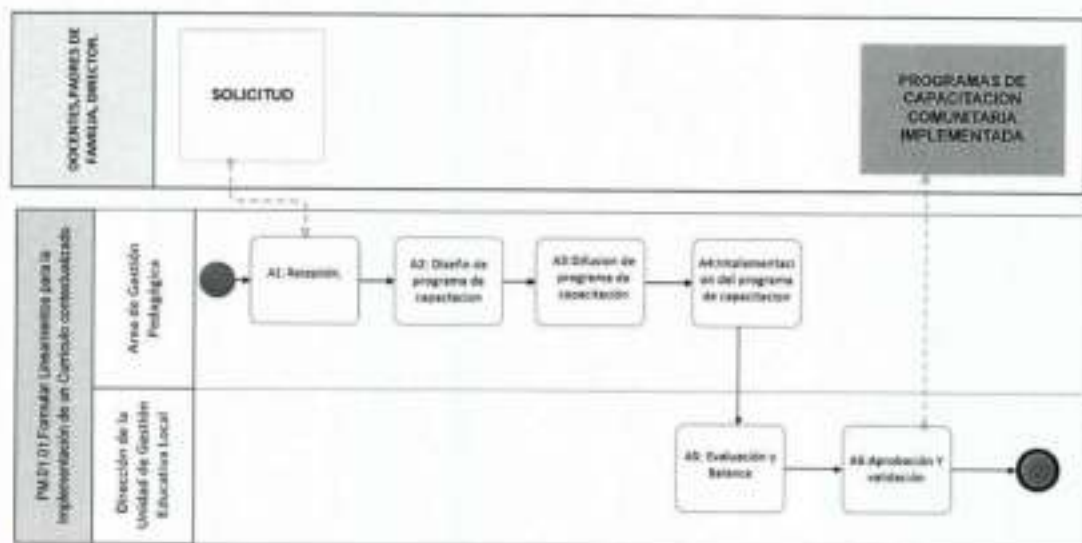 DOCENTES,PADRES DE
FAMILIA, DIRECTOR.
SOLICITUD
PROGRAMAS DE
CAPACITACION
COMUNITARIA
IMPLEMENTADA
PM.01.01 Formular Lineamientos para la
Implementación de un Currículo contextualizado
Area de Gestión
Pedagógica
A1: Recepción.
A2: Diseño de
programa de
capacitacion
A3:Difusion de
programa de
capacitación
A4:Implementaci
on del programa
de capacitacion
Dirección de la
Unidad de Gestión
Educativa Local
A5: Evaluación y
Balance
A6:Aprobación Y
validación